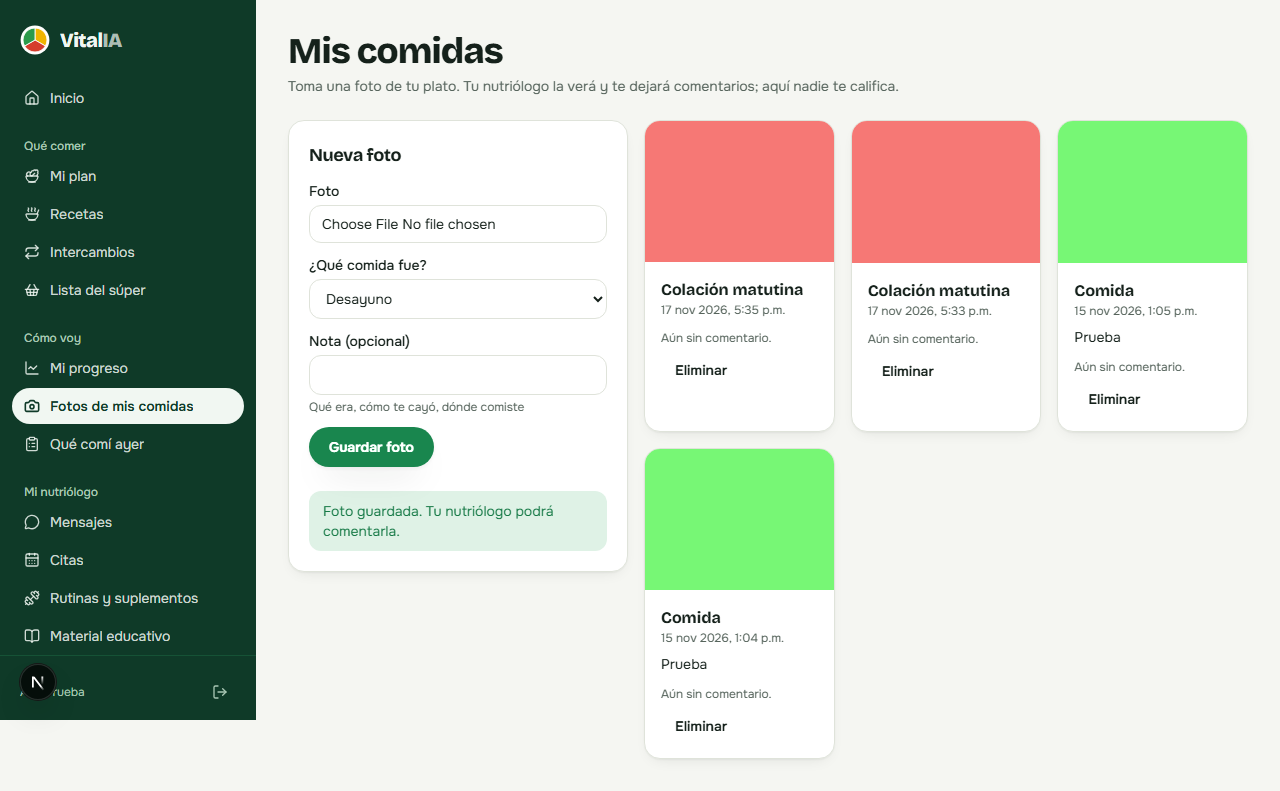 VitalIA
Inicio
Qué comer
Mi plan
Recetas
Intercambios
Lista del súper
Cómo voy
Mi progreso
Fotos de mis comidas
Qué comí ayer
Mi nutriólogo
Mensajes
Citas
Rutinas y suplementos
Material educativo
N
Mis comidas
Toma una foto de tu plato. Tu nutriólogo la verá y te dejará comentarios; aquí nadie te califica.
Nueva foto
Foto
Choose File No file chosen
¿Qué comida fue?
Desayuno
Nota (opcional)
Qué era, cómo te cayó, dónde comiste
Guardar foto
Foto guardada. Tu nutriólogo podrá
comentarla.
Colación matutina
17 nov 2026, 5:35 p.m.
Aún sin comentario.
Eliminar
Colación matutina
17 nov 2026, 5:33 p.m.
Aún sin comentario.
Eliminar
Comida
15 nov 2026, 1:05 p.m.
Prueba
Aún sin comentario.
Eliminar
Comida
15 nov 2026, 1:04 p.m.
Prueba
Aún sin comentario.
Eliminar